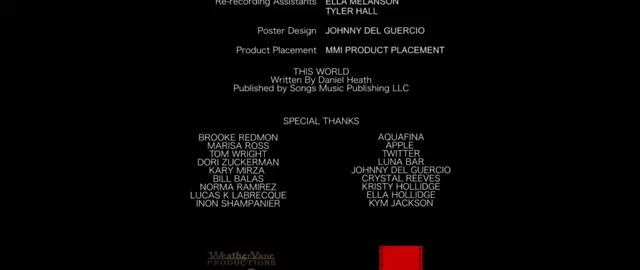 Re-recording Assistants ELLA MELANSON
TYLER HALL
Poster Design JOHNNY DEL GUERCIO
Product Placement MMI PRODUCT PLACEMENT
THIS WORLD
Written By Daniel Heath
Published by Songs Music Publishing LLC
SPECIAL THANKS
BROOKE REDMON AQUAFINA
MARISA ROSS APPLE
TOM WRIGHT TWITTER
DORI ZUCKERMAN LUNA BAR
KARY MIRZA JOHNNY DEL GUERCIO
BILL BALAS CRYSTAL REEVES
NORMA RAMIREZ KRISTY HOLLIDGE
LUCAS K LABRECQUE ELLA HOLLIDGE
INON SHAMPANIER KYM JACKSON
WeatherVane
PRODUCTIONS